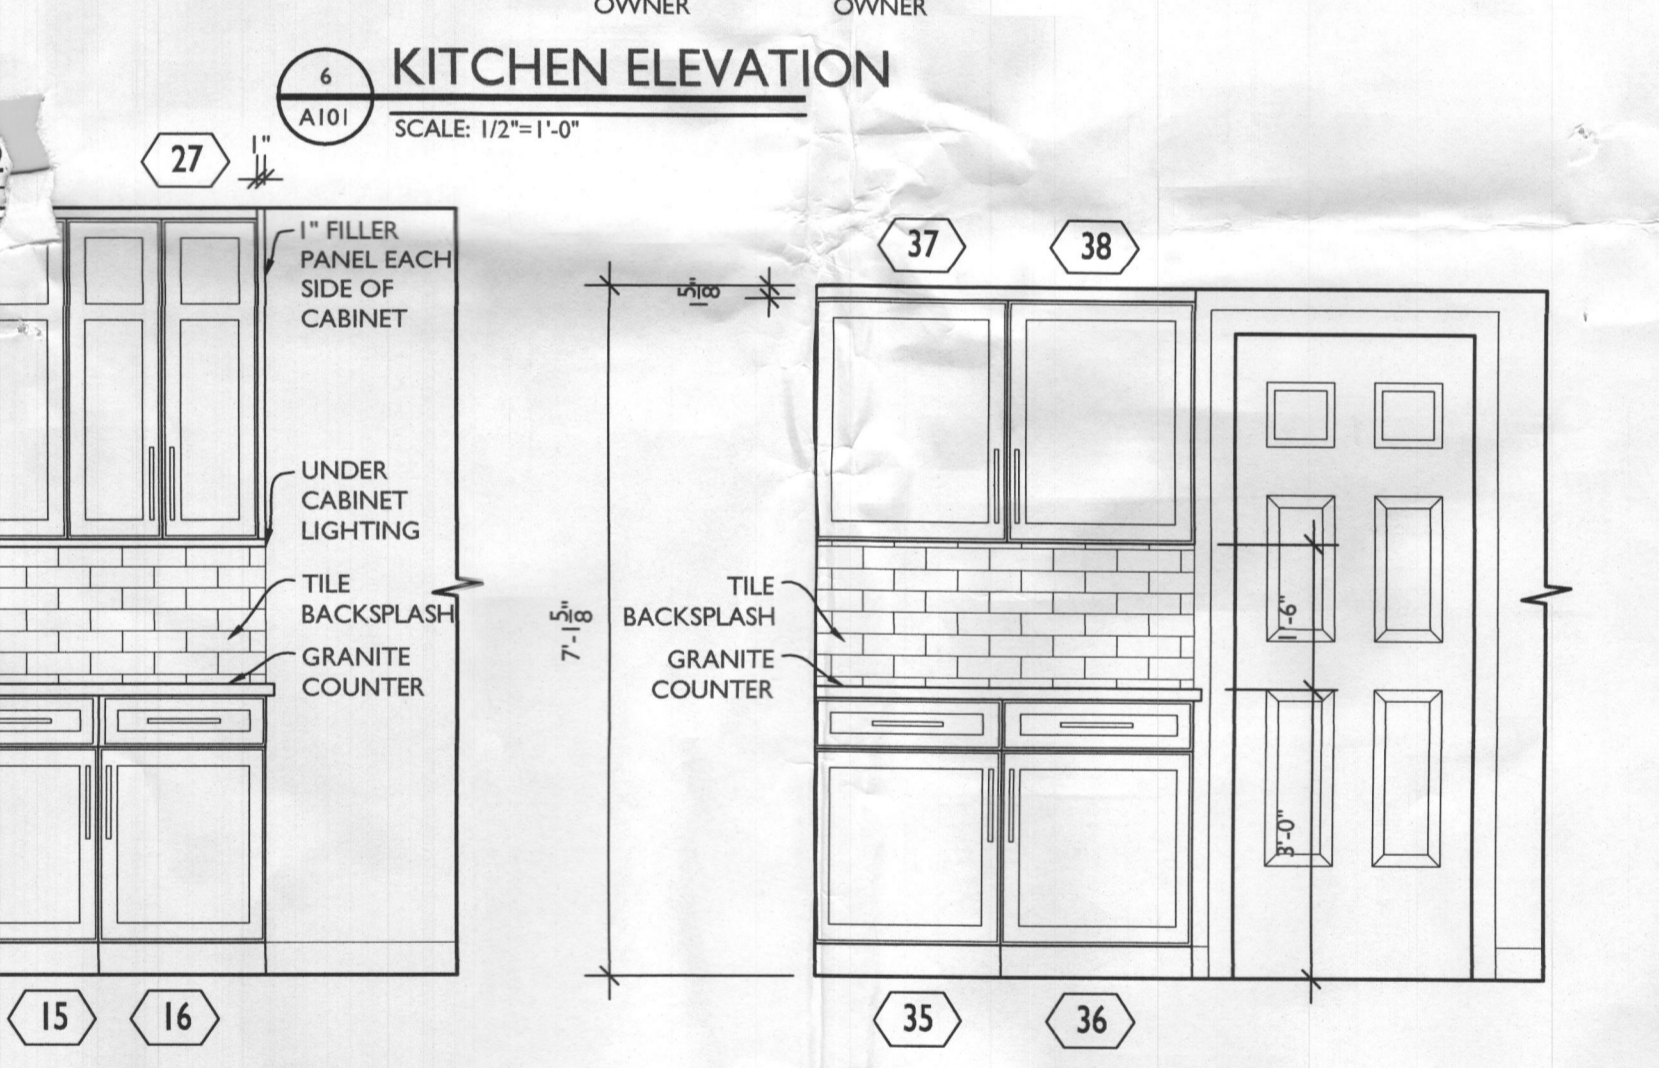 OWNER
OWNER
6
A101
KITCHEN ELEVATION
SCALE: 1/2"=1'-0"
27
1"
1" FILLER
PANEL EACH
SIDE OF
CABINET
UNDER
CABINET
LIGHTING
TILE
BACKSPLASH
GRANITE
COUNTER
15
16
37
38
1 5/8"
7'-1 5/8"
TILE
BACKSPLASH
GRANITE
COUNTER
1'-6"
3'-0"
35
36